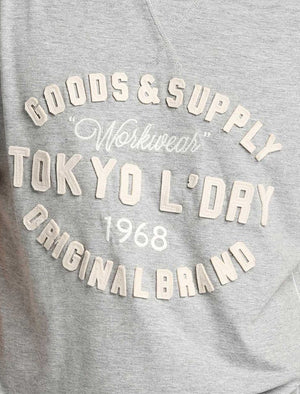 GOODS & SUPPLY
"Workwear"
TOKYO L'DRY
1968
ORIGINAL BRAND